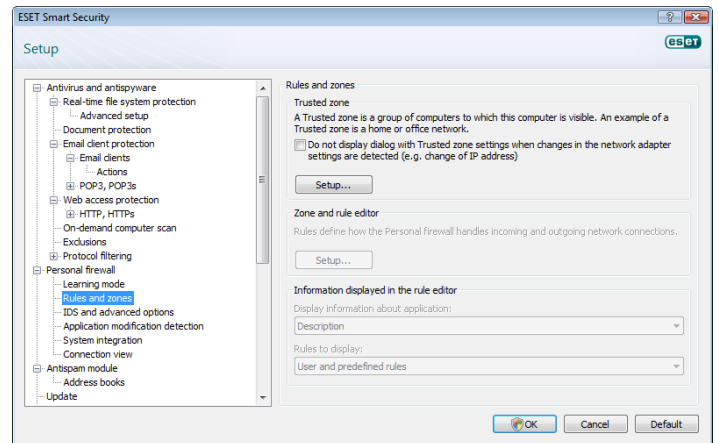 ESET Smart Security
Setup
eset
Antivirus and antispyware
Real-time file system protection
Advanced setup
Document protection
Email client protection
Email clients
Actions
POP3, POP3s
Web access protection
HTTP, HTTPs
On-demand computer scan
Exclusions
Protocol filtering
Personal firewall
Learning mode
Rules and zones
IDS and advanced options
Application modification detection
System integration
Connection view
Antispam module
Address books
Update
Rules and zones
Trusted zone
A Trusted zone is a group of computers to which this computer is visible. An example of a
Trusted zone is a home or office network.
Do not display dialog with Trusted zone settings when changes in the network adapter
settings are detected (e.g. change of IP address)
Setup...
Zone and rule editor
Rules define how the Personal firewall handles incoming and outgoing network connections.
Setup...
Information displayed in the rule editor
Display information about application:
Description
Rules to display:
User and predefined rules
OK
Cancel
Default